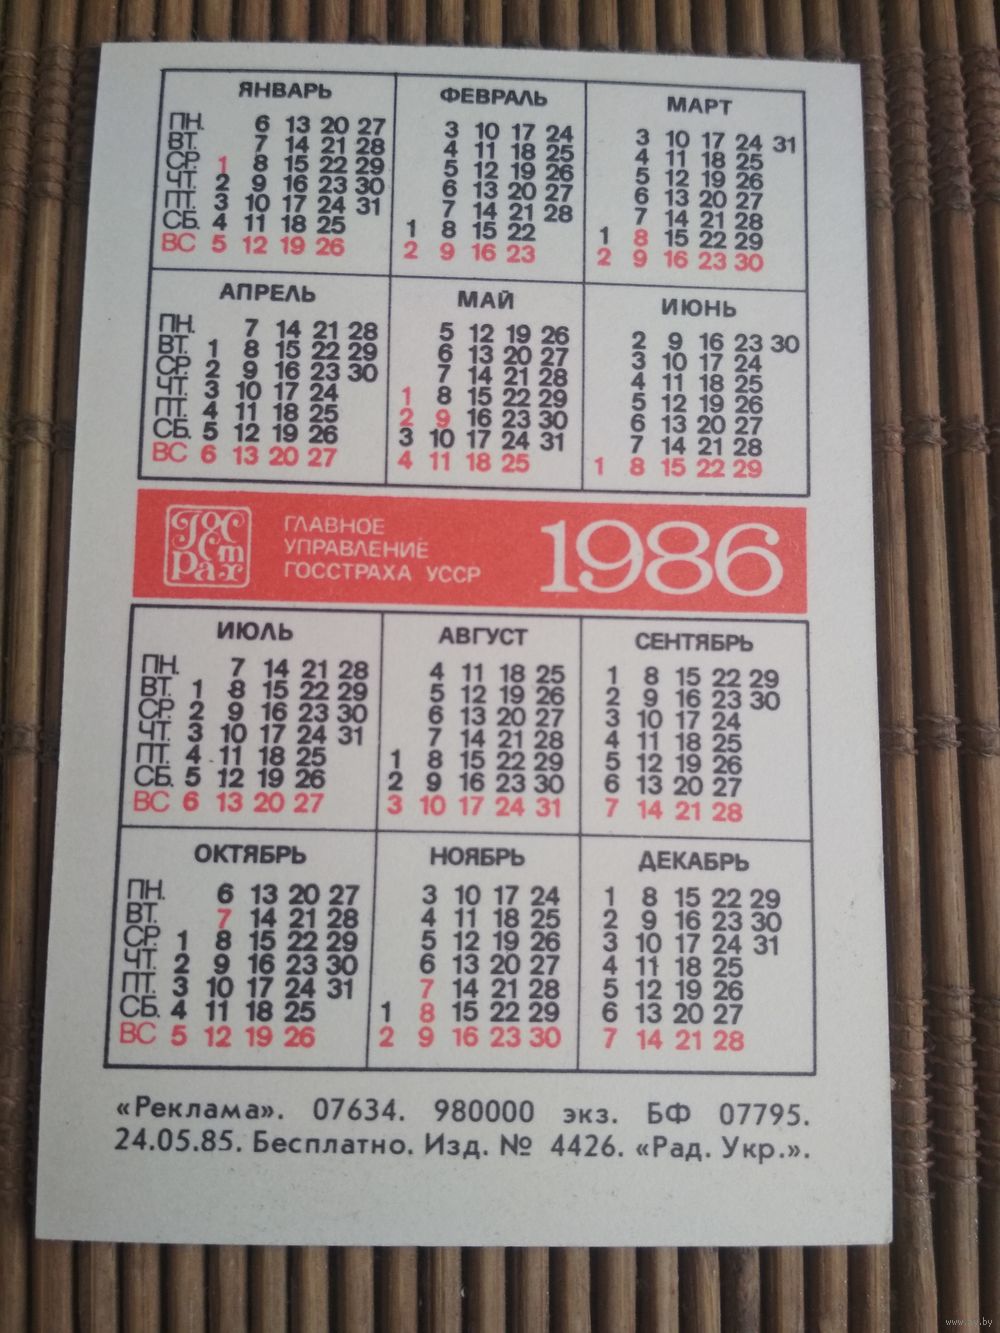 ЯНВАРЬ ФЕВРАЛЬ МАРТ
ПН. 6 13 20 27 3 10 17 24 3 10 17 24 31
ВТ. 7 14 21 28 4 11 18 25 4 11 18 25
СР. 1 8 15 22 29 5 12 19 26 5 12 19 26
ЧТ. 2 9 16 23 30 6 13 20 27 6 13 20 27
ПТ. 3 10 17 24 31 7 14 21 28 7 14 21 28
СБ. 4 11 18 25 1 8 15 22 1 8 15 22 29
ВС 5 12 19 26 2 9 16 23 2 9 16 23 30
АПРЕЛЬ МАЙ ИЮНЬ
ПН. 7 14 21 28 5 12 19 26 2 9 16 23 30
ВТ. 1 8 15 22 29 6 13 20 27 3 10 17 24
СР. 2 9 16 23 30 7 14 21 28 4 11 18 25
ЧТ. 3 10 17 24 1 8 15 22 29 5 12 19 26
ПТ. 4 11 18 25 2 9 16 23 30 6 13 20 27
СБ. 5 12 19 26 3 10 17 24 31 7 14 21 28
ВС 6 13 20 27 4 11 18 25 1 8 15 22 29
Госстрах
ГЛАВНОЕ
УПРАВЛЕНИЕ
ГОССТРАХА УССР
1986
ИЮЛЬ АВГУСТ СЕНТЯБРЬ
ПН. 7 14 21 28 4 11 18 25 1 8 15 22 29
ВТ. 1 8 15 22 29 5 12 19 26 2 9 16 23 30
СР. 2 9 16 23 30 6 13 20 27 3 10 17 24
ЧТ. 3 10 17 24 31 7 14 21 28 4 11 18 25
ПТ. 4 11 18 25 1 8 15 22 29 5 12 19 26
СБ. 5 12 19 26 2 9 16 23 30 6 13 20 27
ВС 6 13 20 27 3 10 17 24 31 7 14 21 28
ОКТЯБРЬ НОЯБРЬ ДЕКАБРЬ
ПН. 6 13 20 27 3 10 17 24 1 8 15 22 29
ВТ. 7 14 21 28 4 11 18 25 2 9 16 23 30
СР. 1 8 15 22 29 5 12 19 26 3 10 17 24 31
ЧТ. 2 9 16 23 30 6 13 20 27 4 11 18 25
ПТ. 3 10 17 24 31 7 14 21 28 5 12 19 26
СБ. 4 11 18 25 1 8 15 22 29 6 13 20 27
ВС 5 12 19 26 2 9 16 23 30 7 14 21 28
«Реклама». 07634. 980000 экз. БФ 07795.
24.05.85. Бесплатно. Изд. № 4426. «Рад. Укр.».
www.ay.by